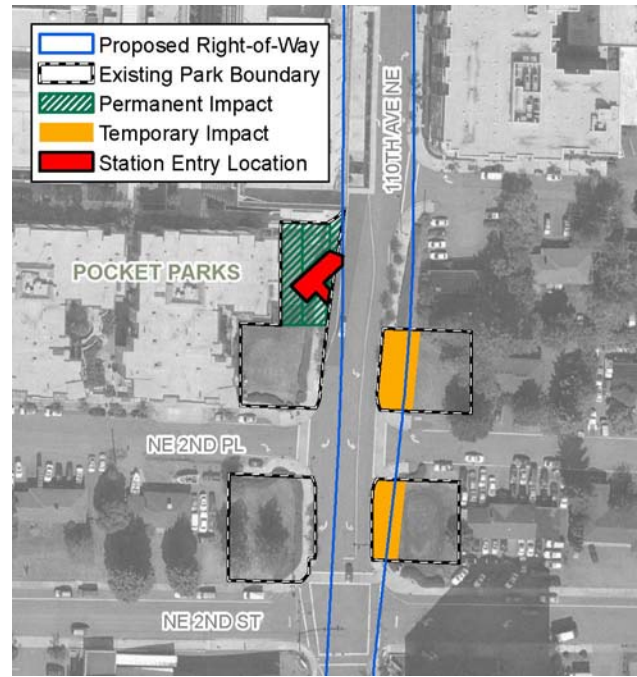 Proposed Right-of-Way
Existing Park Boundary
Permanent Impact
Temporary Impact
Station Entry Location
110TH AVE NE
POCKET PARKS
NE 2ND PL
NE 2ND ST